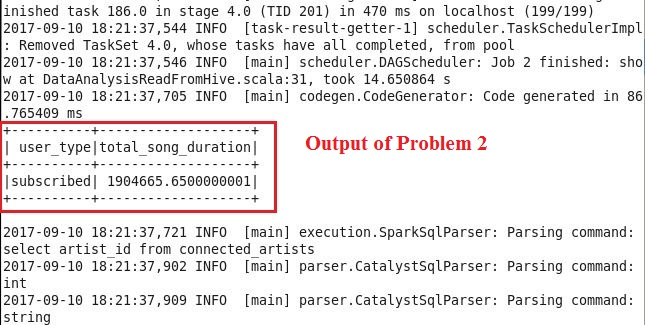 inished task 186.0 in stage 4.0 (TID 201) in 470 ms on localhost (199/199)
2017-09-10 18:21:37,544 INFO  [task-result-getter-1] scheduler.TaskSchedulerImpl
: Removed TaskSet 4.0, whose tasks have all completed, from pool
2017-09-10 18:21:37,546 INFO  [main] scheduler.DAGScheduler: Job 2 finished: sho
w at DataAnalysisReadFromHive.scala:31, took 14.650864 s
2017-09-10 18:21:37,705 INFO  [main] codegen.CodeGenerator: Code generated in 86
.765409 ms
+----------+-------------------+
| user_type|total_song_duration|
+----------+-------------------+
|subscribed| 1904665.6500000001|
+----------+-------------------+
Output of Problem 2
2017-09-10 18:21:37,721 INFO  [main] execution.SparkSqlParser: Parsing command:
select artist_id from connected_artists
2017-09-10 18:21:37,902 INFO  [main] parser.CatalystSqlParser: Parsing command:
int
2017-09-10 18:21:37,909 INFO  [main] parser.CatalystSqlParser: Parsing command:
string